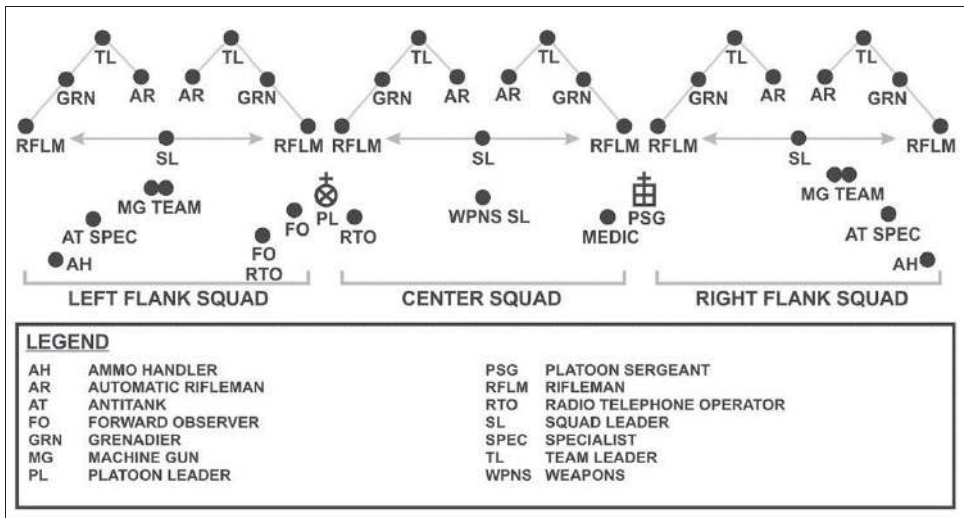 TL TL TL TL TL TL
GRN AR AR GRN GRN AR AR GRN GRN AR AR GRN
RFLM SL RFLM RFLM SL RFLM RFLM SL RFLM
MG TEAM FO PL RTO WPNS SL MEDIC PSG MG TEAM
AT SPEC FO RTO AT SPEC
AH AH
LEFT FLANK SQUAD CENTER SQUAD RIGHT FLANK SQUAD
LEGEND
AH AMMO HANDLER
AR AUTOMATIC RIFLEMAN
AT ANTITANK
FO FORWARD OBSERVER
GRN GRENADIER
MG MACHINE GUN
PL PLATOON LEADER
PSG PLATOON SERGEANT
RFLM RIFLEMAN
RTO RADIO TELEPHONE OPERATOR
SL SQUAD LEADER
SPEC SPECIALIST
TL TEAM LEADER
WPNS WEAPONS